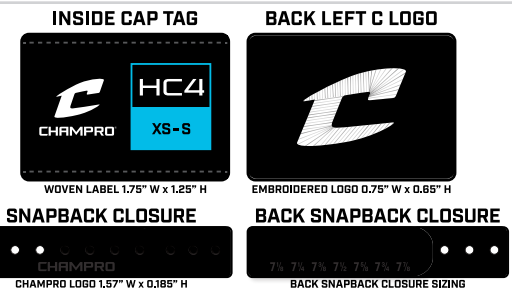 INSIDE CAP TAG
BACK LEFT C LOGO
HC4
XS-S
CHAMPRO
WOVEN LABEL 1.75" W x 1.25" H
EMBROIDERED LOGO 0.75" W x 0.65" H
SNAPBACK CLOSURE
BACK SNAPBACK CLOSURE
CHAMPRO
CHAMPRO LOGO 1.57" W x 0.185" H
BACK SNAPBACK CLOSURE SIZING